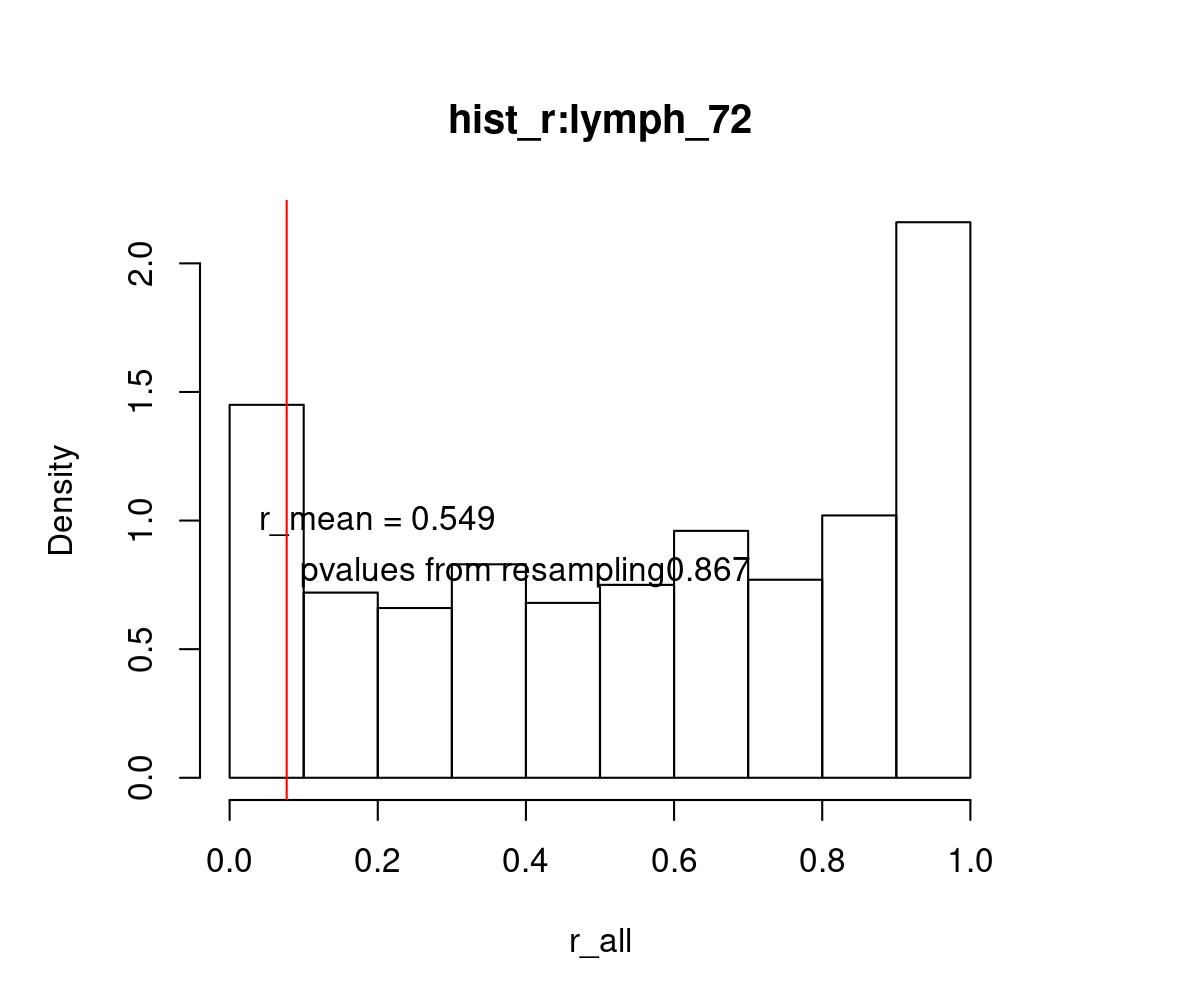 hist_r:lymph_72
Density
2.0
1.5
1.0
0.5
0.0
r_mean = 0.549
pvalues from resampling0.867
0.0 0.2 0.4 0.6 0.8 1.0
r_all